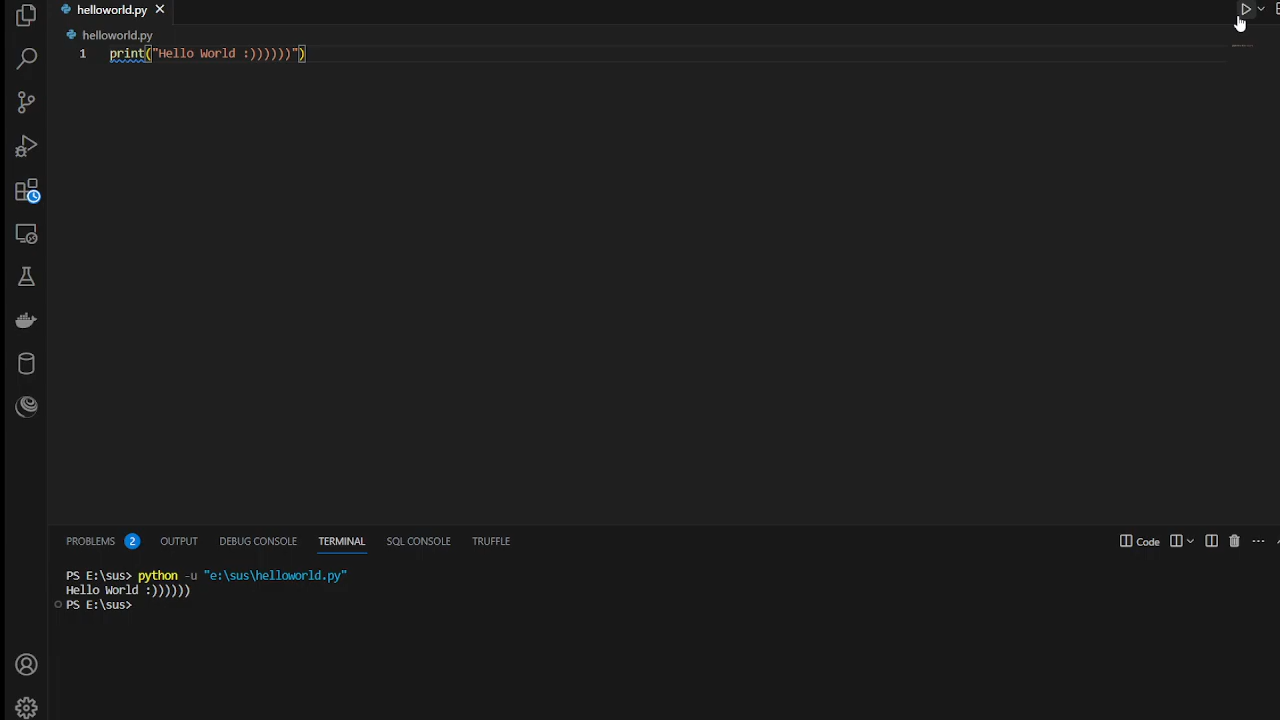 helloworld.py
helloworld.py
1 print("Hello World :))))))")
PROBLEMS 2 OUTPUT DEBUG CONSOLE TERMINAL SQL CONSOLE TRUFFLE Code
PS E:\sus> python -u "e:\sus\helloworld.py"
Hello World :))))))
PS E:\sus>